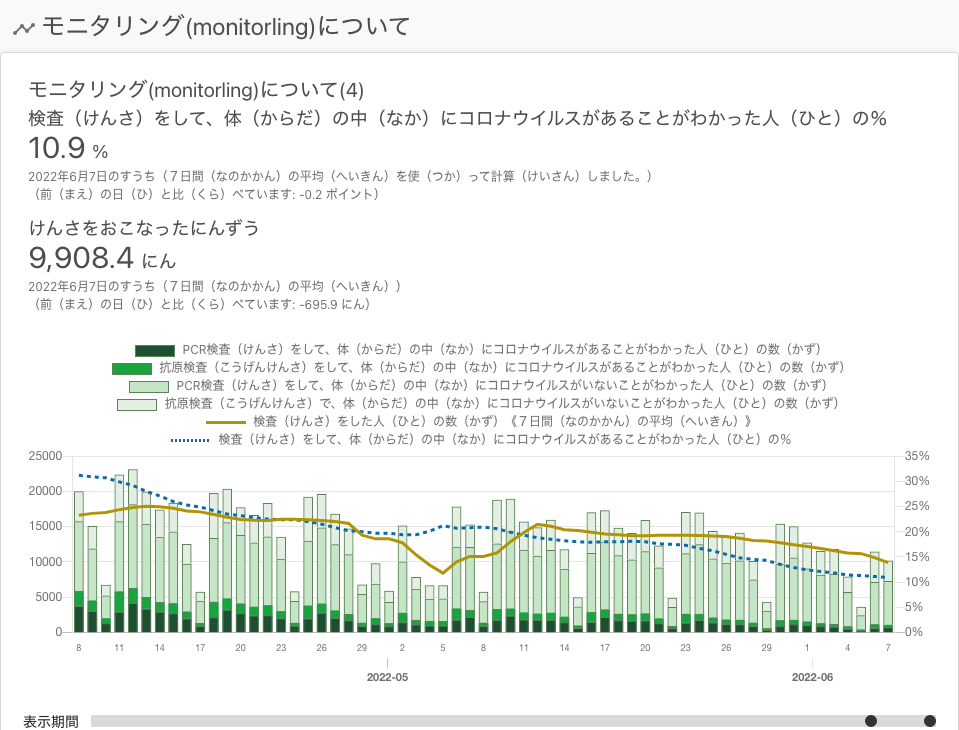 モニタリング(monitorling)について
モニタリング(monitorling)について(4)
検査（けんさ）をして、体（からだ）の中（なか）にコロナウイルスがあることがわかった人（ひと）の%
10.9 %
2022年6月7日のすうち（７日間（なのかかん）の平均（へいきん）を使（つか）って計算（けいさん）しました。）
（前（まえ）の日（ひ）と比（くら）べています: -0.2 ポイント）
けんさをおこなったにんずう
9,908.4 にん
2022年6月7日のすうち（７日間（なのかかん）の平均（へいきん））
（前（まえ）の日（ひ）と比（くら）べています: -695.9 にん）
PCR検査（けんさ）をして、体（からだ）の中（なか）にコロナウイルスがあることがわかった人（ひと）の数（かず）
抗原検査（こうげんけんさ）をして、体（からだ）の中（なか）にコロナウイルスがあることがわかった人（ひと）の数（かず）
PCR検査（けんさ）をして、体（からだ）の中（なか）にコロナウイルスがいないことがわかった人（ひと）の数（かず）
抗原検査（こうげんけんさ）で、体（からだ）の中（なか）にコロナウイルスがいないことがわかった人（ひと）の数（かず）
検査（けんさ）をした人（ひと）の数（かず）《７日間（なのかかん）の平均（へいきん）》
検査（けんさ）をして、体（からだ）の中（なか）にコロナウイルスがあることがわかった人（ひと）の%
25000 35%
30%
20000
25%
15000 20%
15%
10000
10%
5000
5%
0 0%
8 11 14 17 20 23 26 29 2 5 8 11 14 17 20 23 26 29 1 4 7
2022-05 2022-06
表示期間